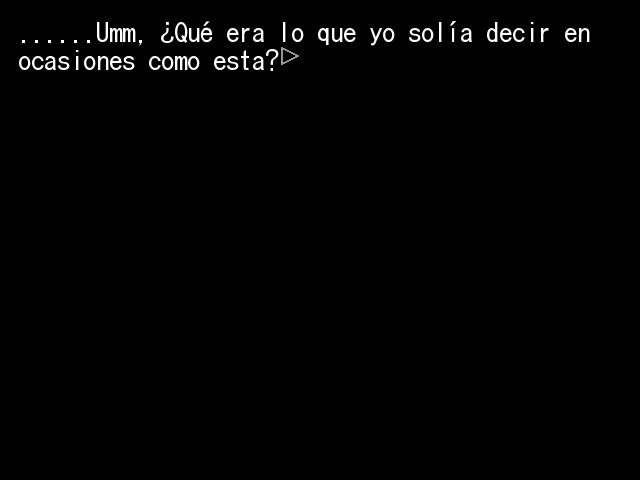 ......Umm, ¿Qué era lo que yo solía decir en
ocasiones como esta?